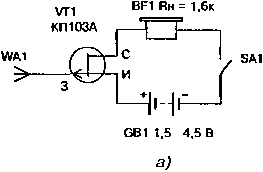 BF1 Rн = 1,6к
VT1
КП103А
WA1
С
SA1
И
З
+
-
GB1 1,5 4,5 В
а)